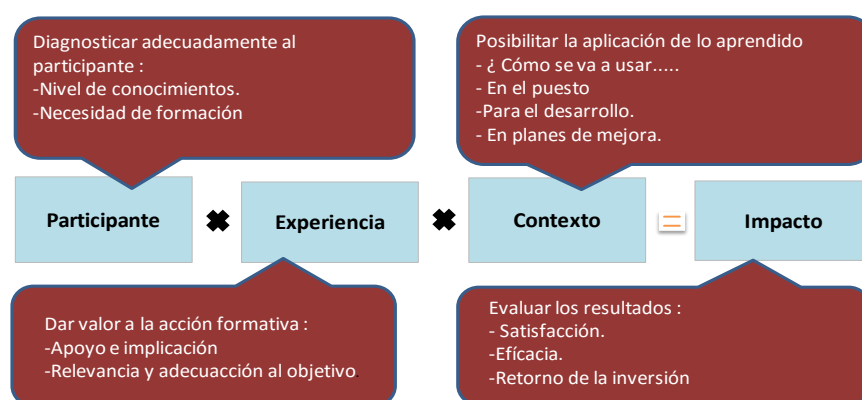 Diagnosticar adecuadamente al
participante :
-Nivel de conocimientos.
-Necesidad de formación
Posibilitar la aplicación de lo aprendido
- ¿ Cómo se va a usar.....
- En el puesto
-Para el desarrollo.
- En planes de mejora.
Participante ✖ Experiencia ✖ Contexto = Impacto
Dar valor a la acción formativa :
-Apoyo e implicación
-Relevancia y adecuacción al objetivo.
Evaluar los resultados :
- Satisfacción.
-Efícacia.
-Retorno de la inversión